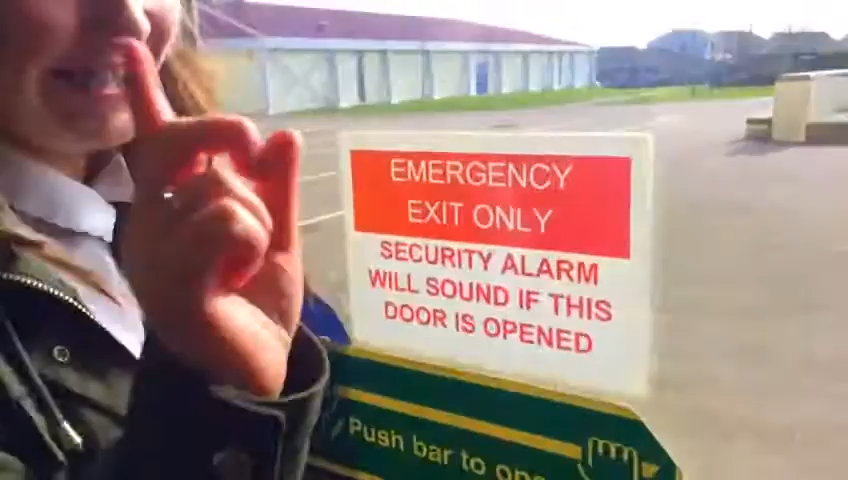 EMERGENCY
EXIT ONLY
SECURITY ALARM
WILL SOUND IF THIS
DOOR IS OPENED
Push bar to